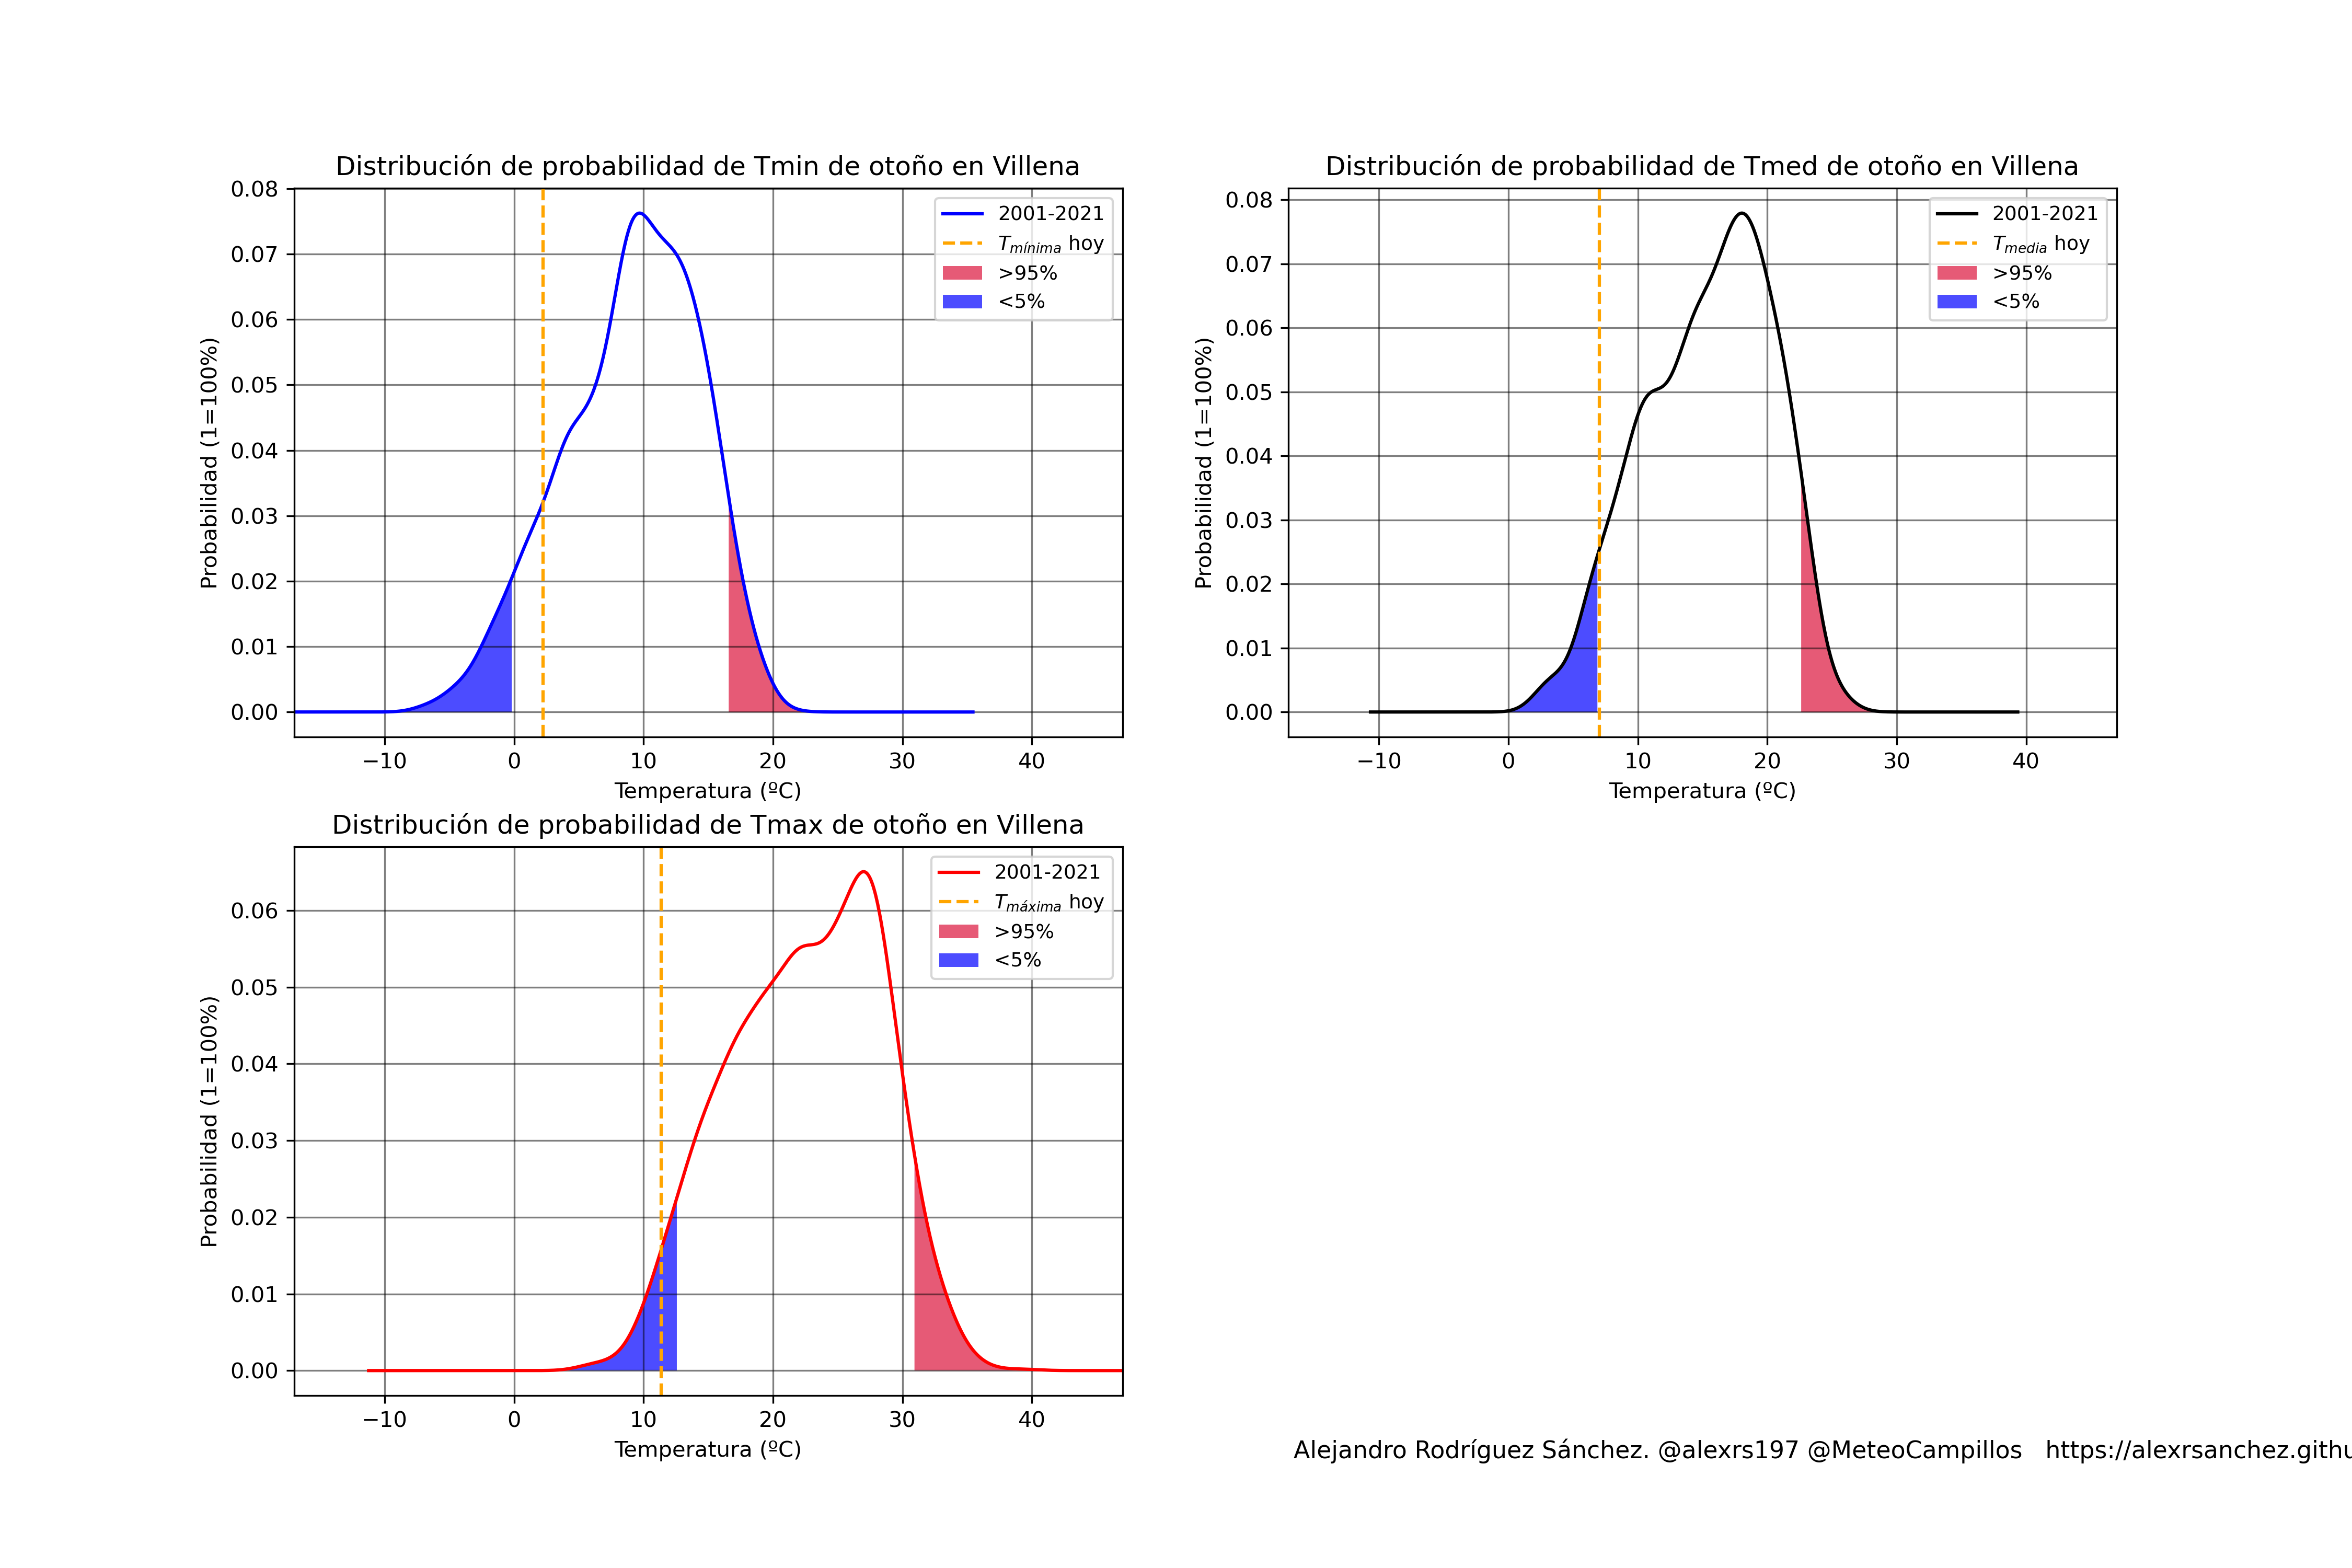 Distribución de probabilidad de Tmin de otoño en Villena
0.08
0.07
0.06
0.05
0.04
0.03
0.02
0.01
0.00
Probabilidad (1=100%)
−10 0 10 20 30 40
Temperatura (ºC)
2001-2021
Tmínima hoy
>95%
<5%
Distribución de probabilidad de Tmed de otoño en Villena
0.08
0.07
0.06
0.05
0.04
0.03
0.02
0.01
0.00
Probabilidad (1=100%)
−10 0 10 20 30 40
Temperatura (ºC)
2001-2021
Tmedia hoy
>95%
<5%
Distribución de probabilidad de Tmax de otoño en Villena
0.06
0.05
0.04
0.03
0.02
0.01
0.00
Probabilidad (1=100%)
−10 0 10 20 30 40
Temperatura (ºC)
2001-2021
Tmáxima hoy
>95%
<5%
Alejandro Rodríguez Sánchez. @alexrs197 @MeteoCampillos https://alexrsanchez.githu